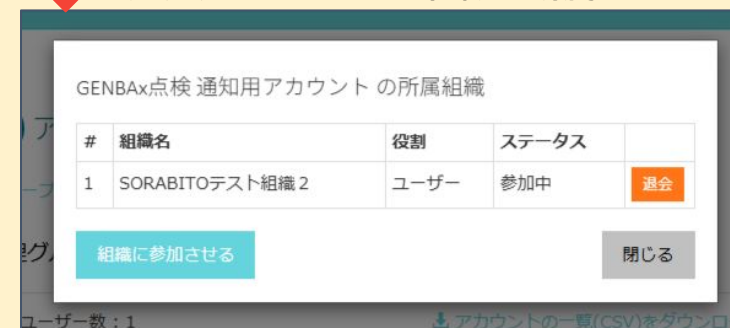 GENBAx点検 通知用アカウント の所属組織
# 組織名 役割 ステータス
1 SORABITOテスト組織２ ユーザー 参加中 退会
組織に参加させる 閉じる
ユーザー数：1 アカウントの一覧(CSV)をダウンロ